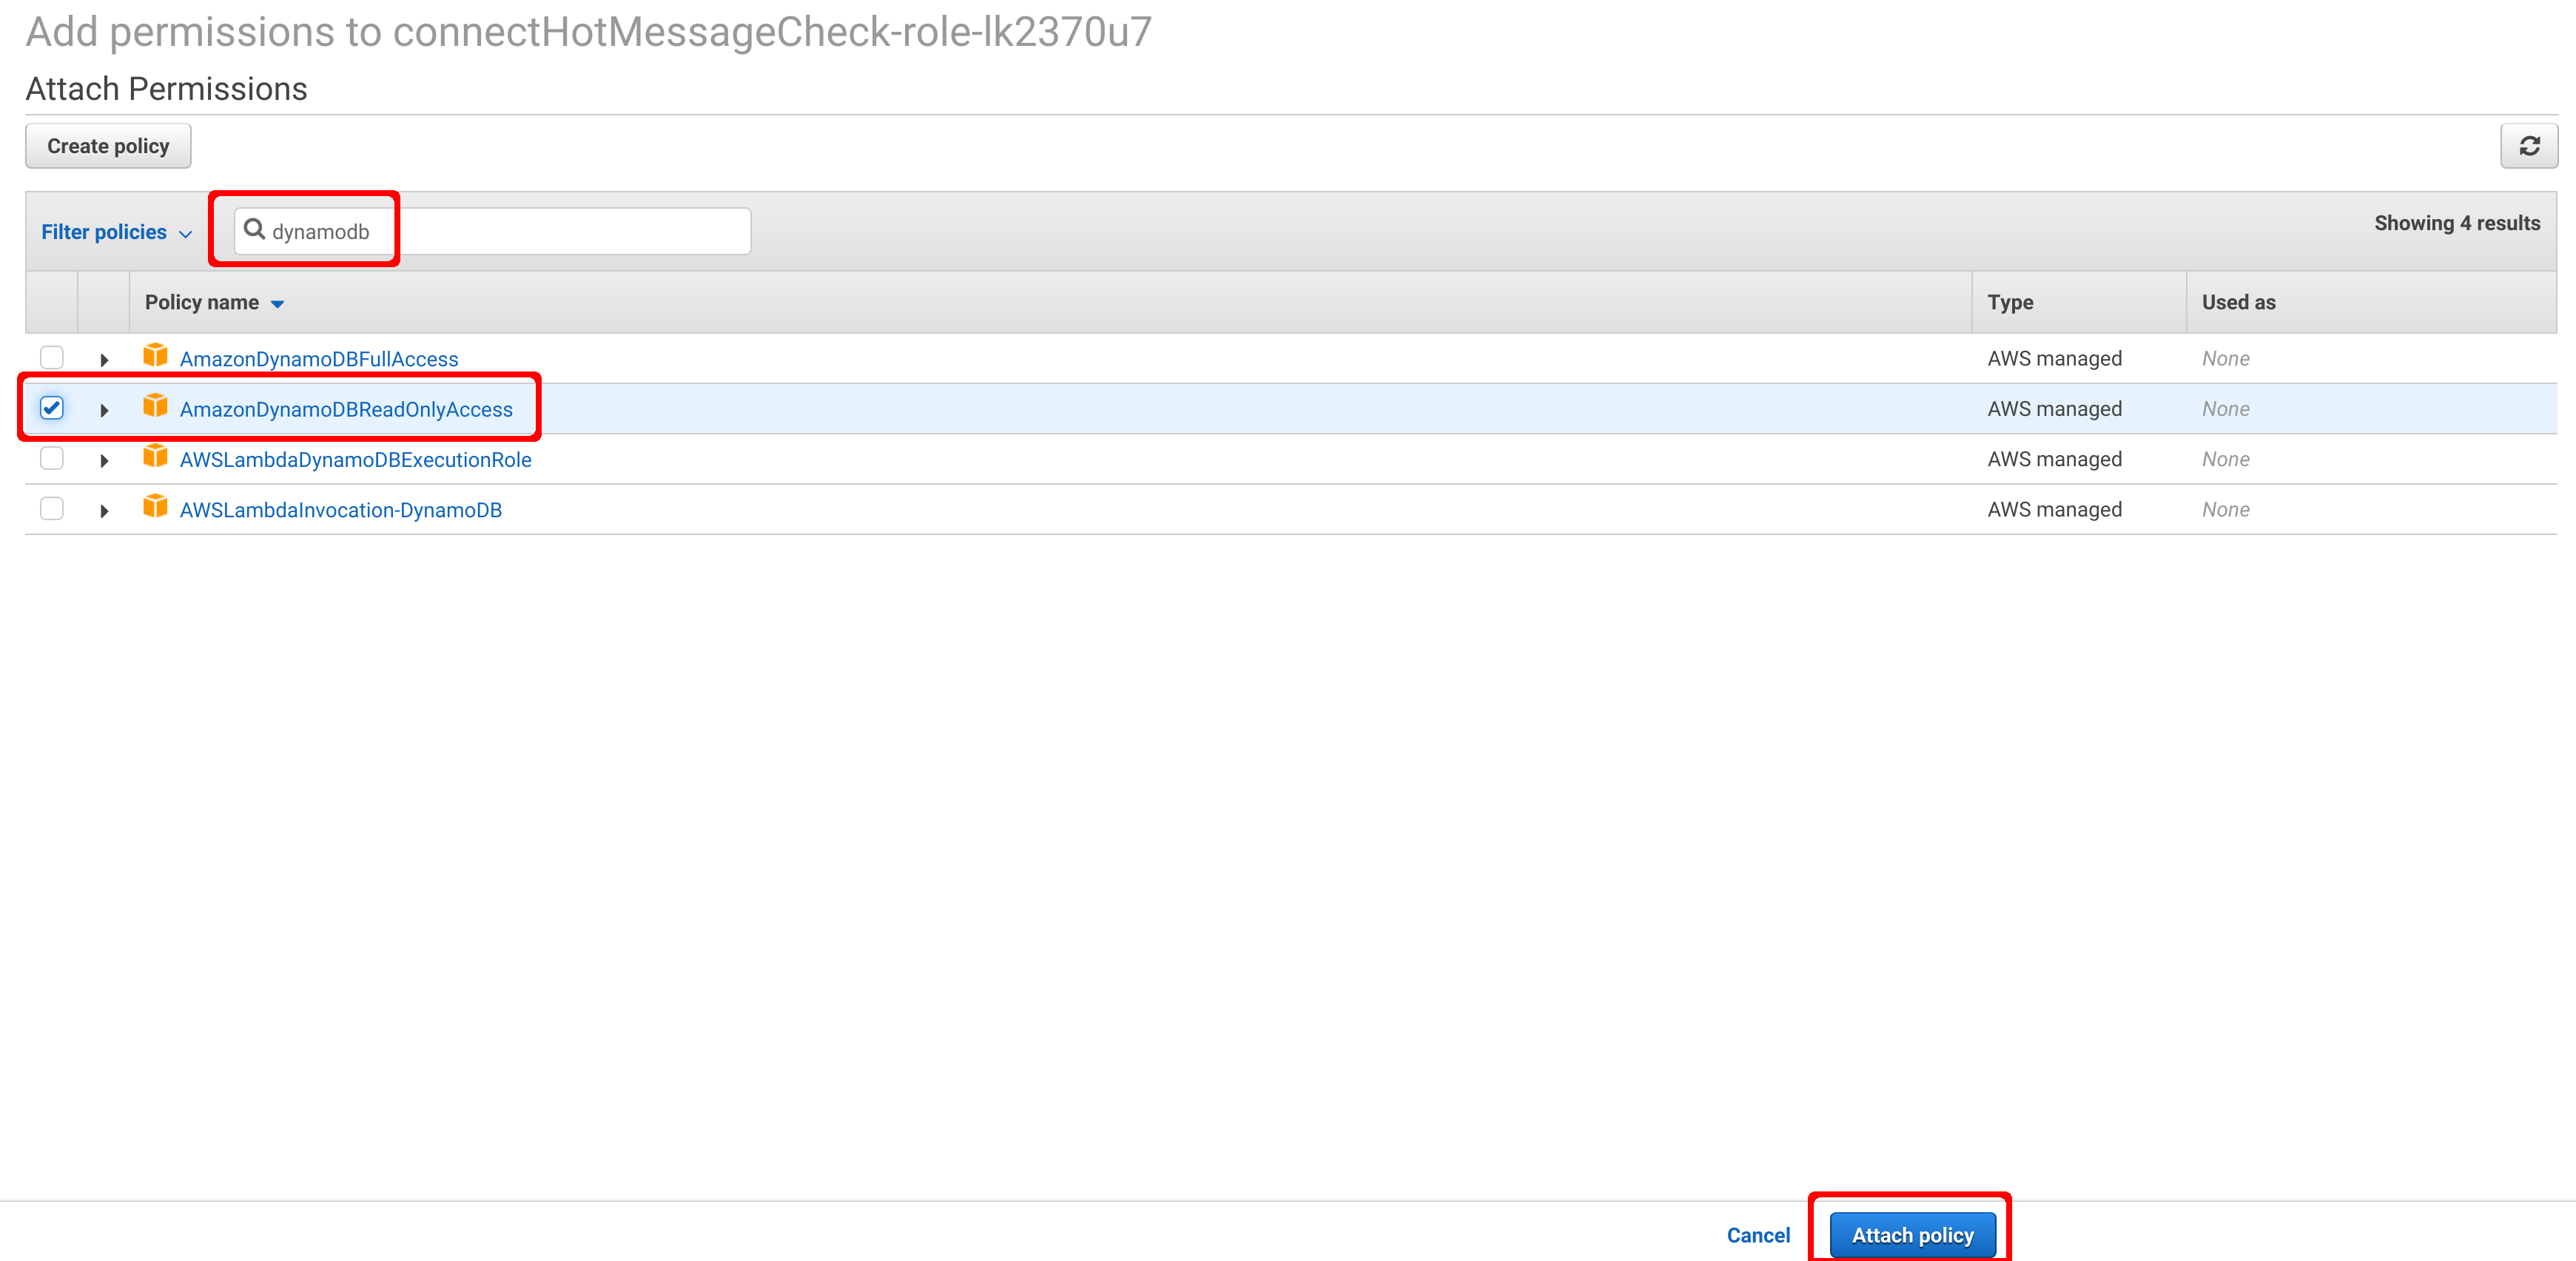 Add permissions to connectHotMessageCheck-role-lk2370u7
Attach Permissions
Create policy
Filter policies dynamodb Showing 4 results
Policy name Type Used as
AmazonDynamoDBFullAccess AWS managed None
AmazonDynamoDBReadOnlyAccess AWS managed None
AWSLambdaDynamoDBExecutionRole AWS managed None
AWSLambdaInvocation-DynamoDB AWS managed None
Cancel Attach policy